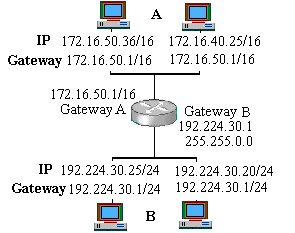 A
IP 172.16.50.36/16 172.16.40.25/16
Gateway 172.16.50.1/16 172.16.50.1/16
172.16.50.1/16
Gateway A
Gateway B
192.224.30.1
255.255.0.0
IP 192.224.30.25/24 192.224.30.20/24
Gateway 192.224.30.1/24 192.224.30.1/24
B